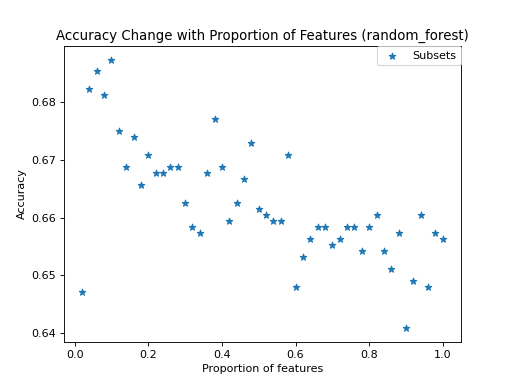 Accuracy Change with Proportion of Features (random_forest)
Subsets
0.68
0.67
0.66
0.65
0.64
Accuracy
0.0 0.2 0.4 0.6 0.8 1.0
Proportion of features